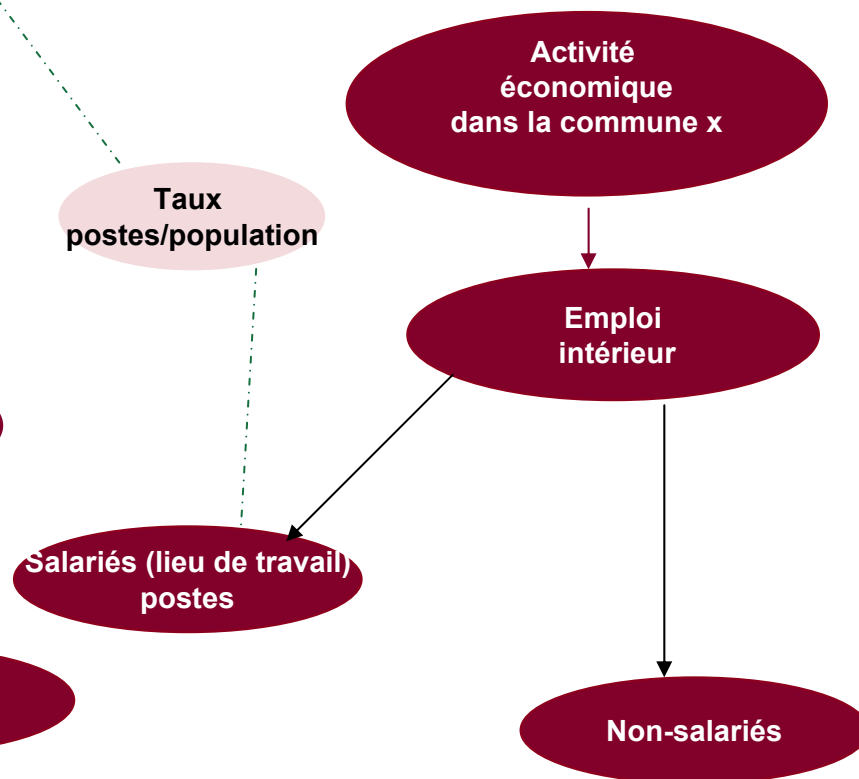 Activité
économique
dans la commune x
Taux
postes/population
Emploi
intérieur
Salariés (lieu de travail)
postes
Non-salariés